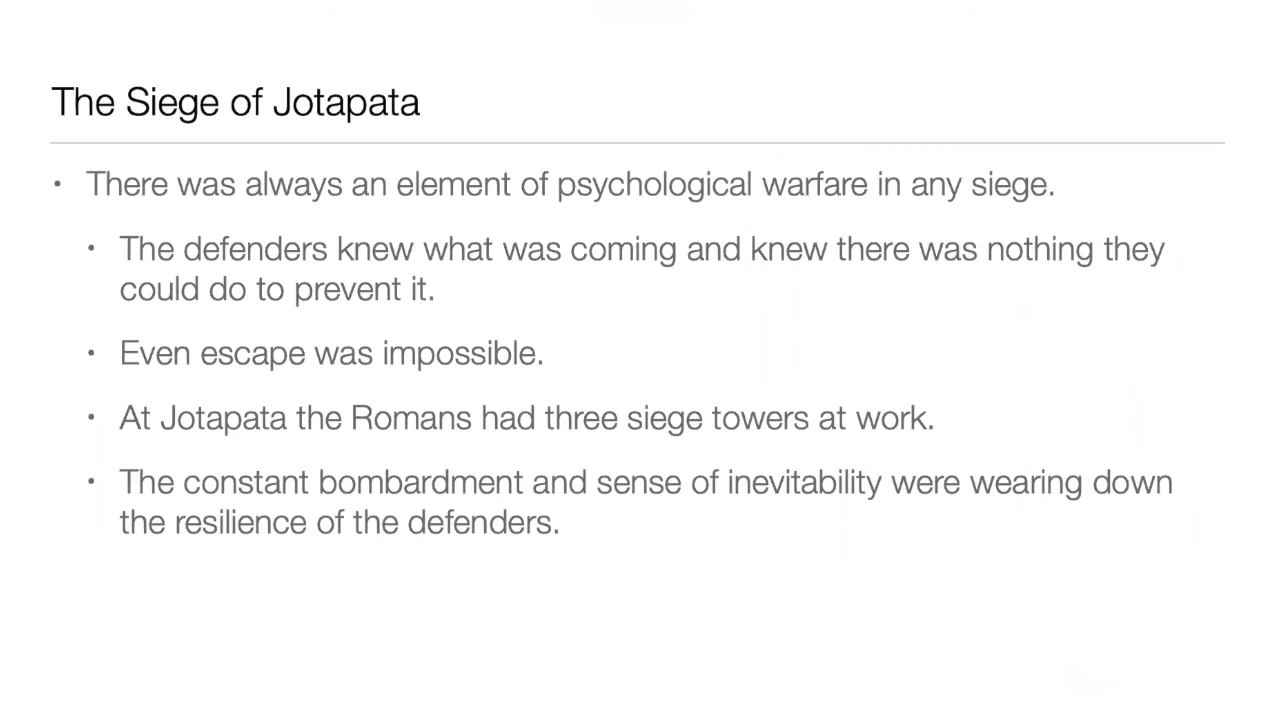 The Siege of Jotapata
• There was always an element of psychological warfare in any siege.
• The defenders knew what was coming and knew there was nothing they
could do to prevent it.
• Even escape was impossible.
• At Jotapata the Romans had three siege towers at work.
• The constant bombardment and sense of inevitability were wearing down
the resilience of the defenders.